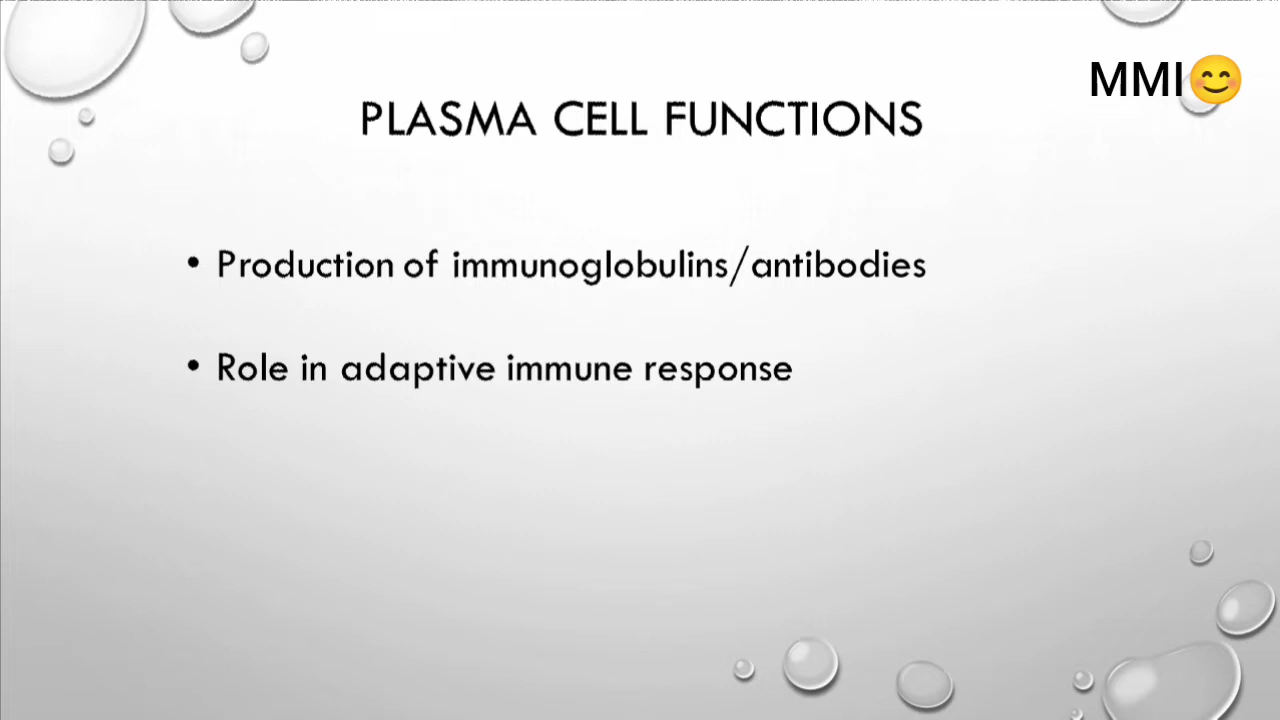 MMI😊
PLASMA CELL FUNCTIONS
• Production of immunoglobulins/antibodies
• Role in adaptive immune response